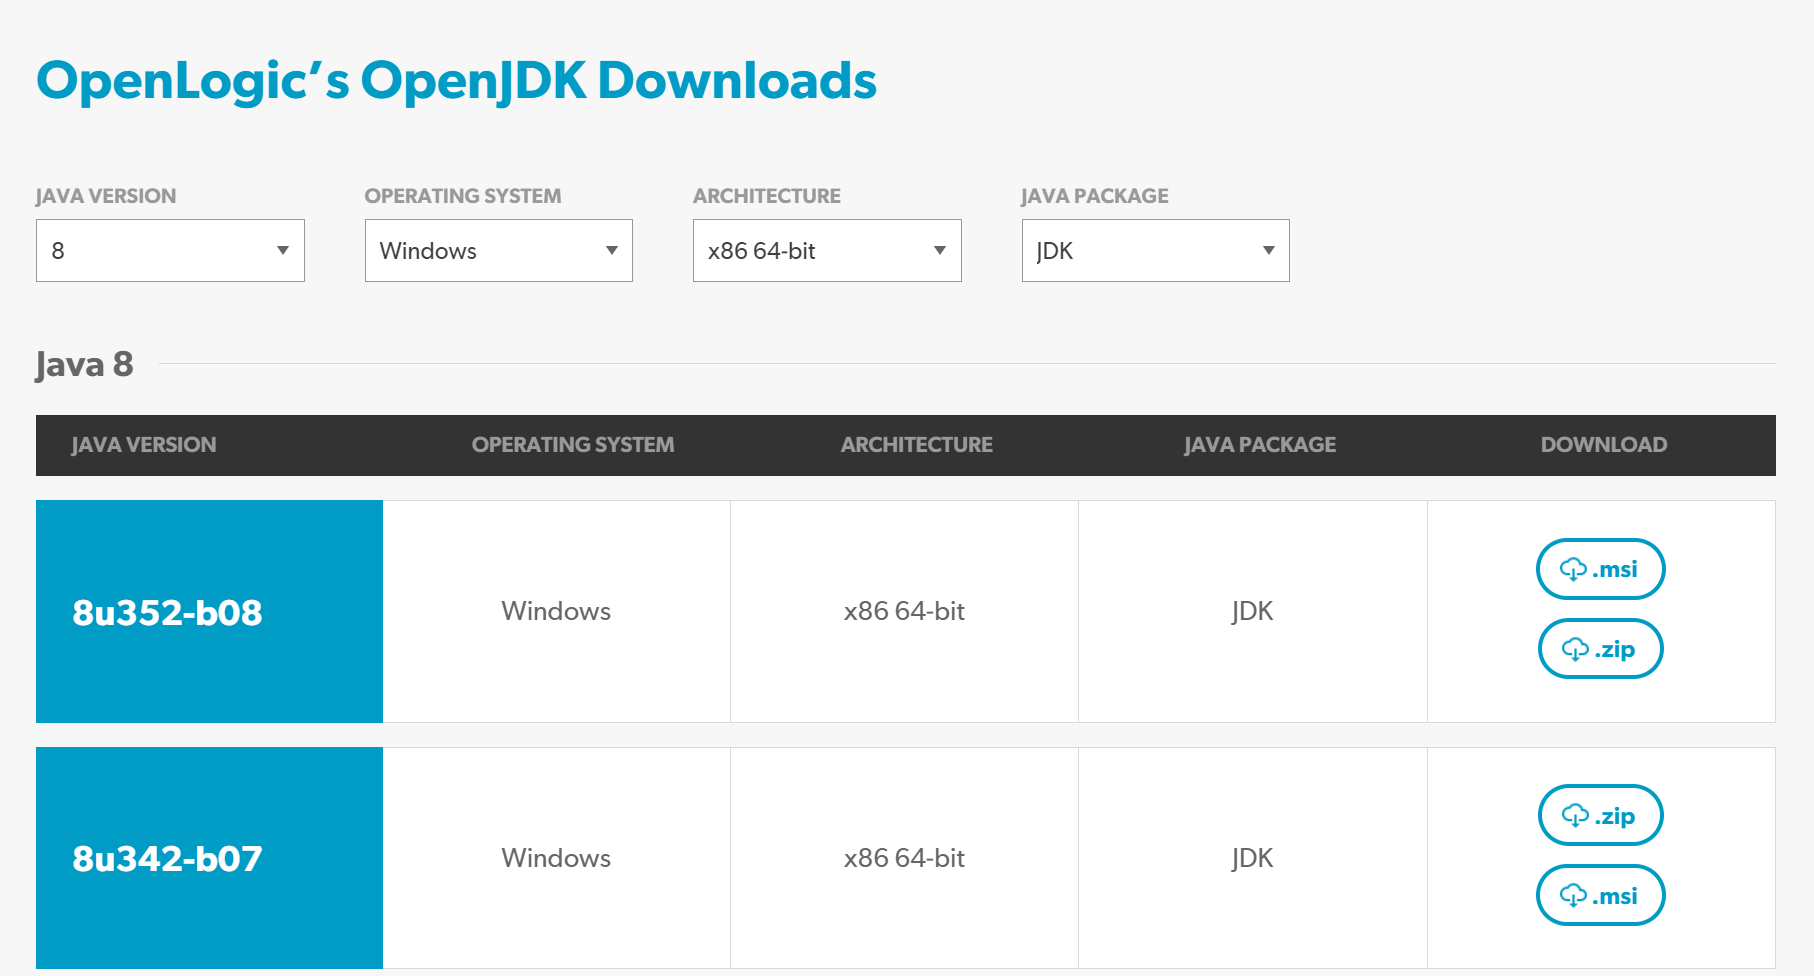 OpenLogic’s OpenJDK Downloads
JAVA VERSION OPERATING SYSTEM ARCHITECTURE JAVA PACKAGE
8 Windows x86 64-bit JDK
Java 8
JAVA VERSION OPERATING SYSTEM ARCHITECTURE JAVA PACKAGE DOWNLOAD
8u352-b08 Windows x86 64-bit JDK
.msi
.zip
8u342-b07 Windows x86 64-bit JDK
.zip
.msi